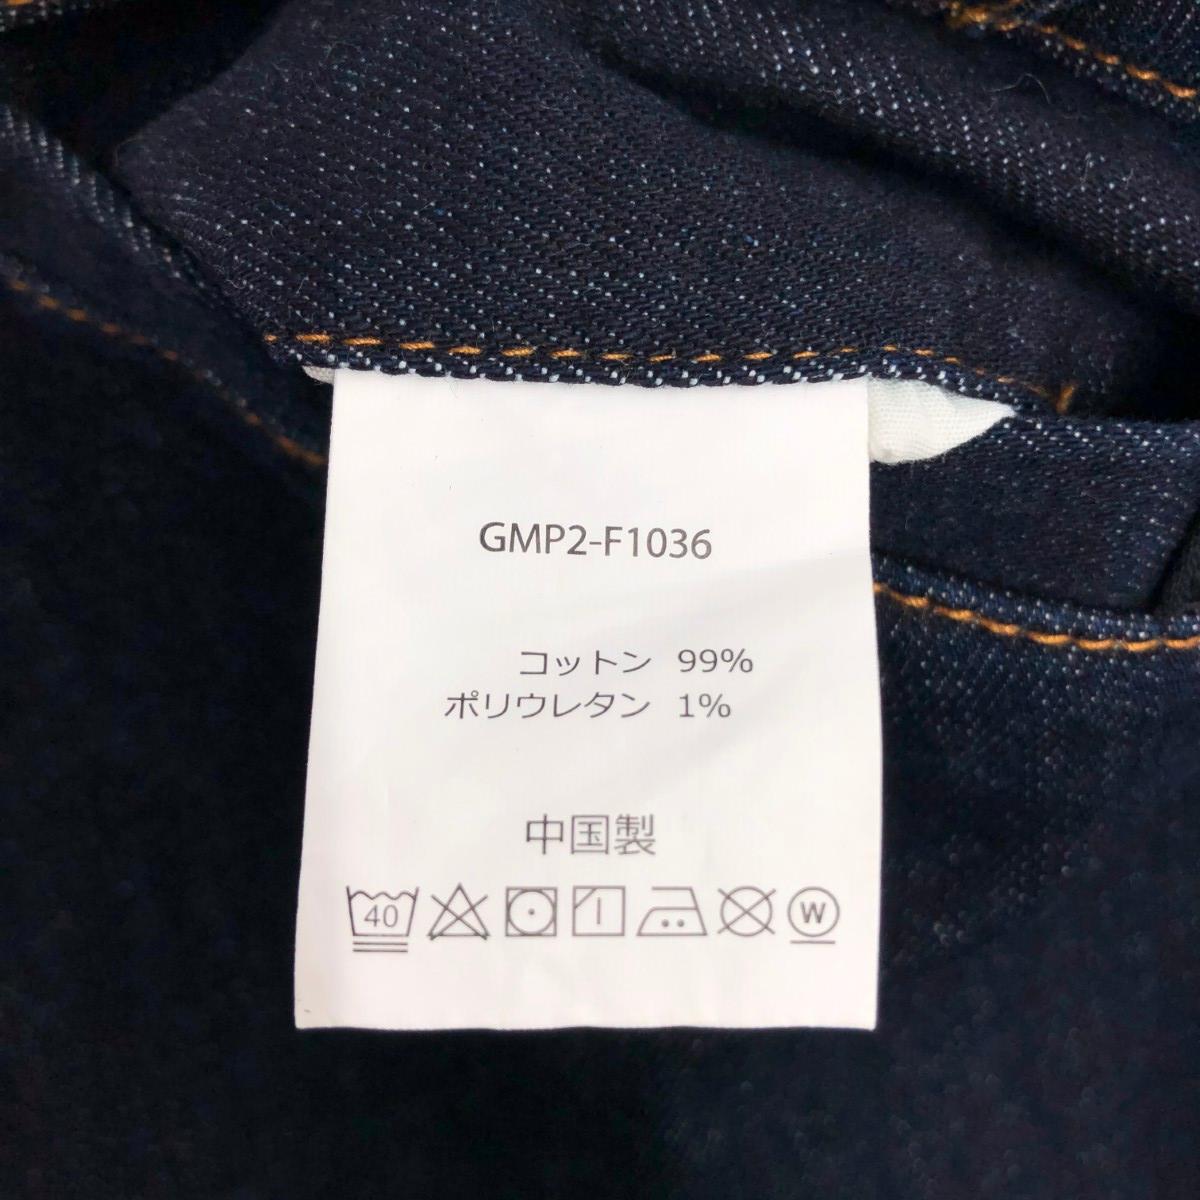 GMP2-F1036
コットン 99%
ポリウレタン 1%
中国製
40 W